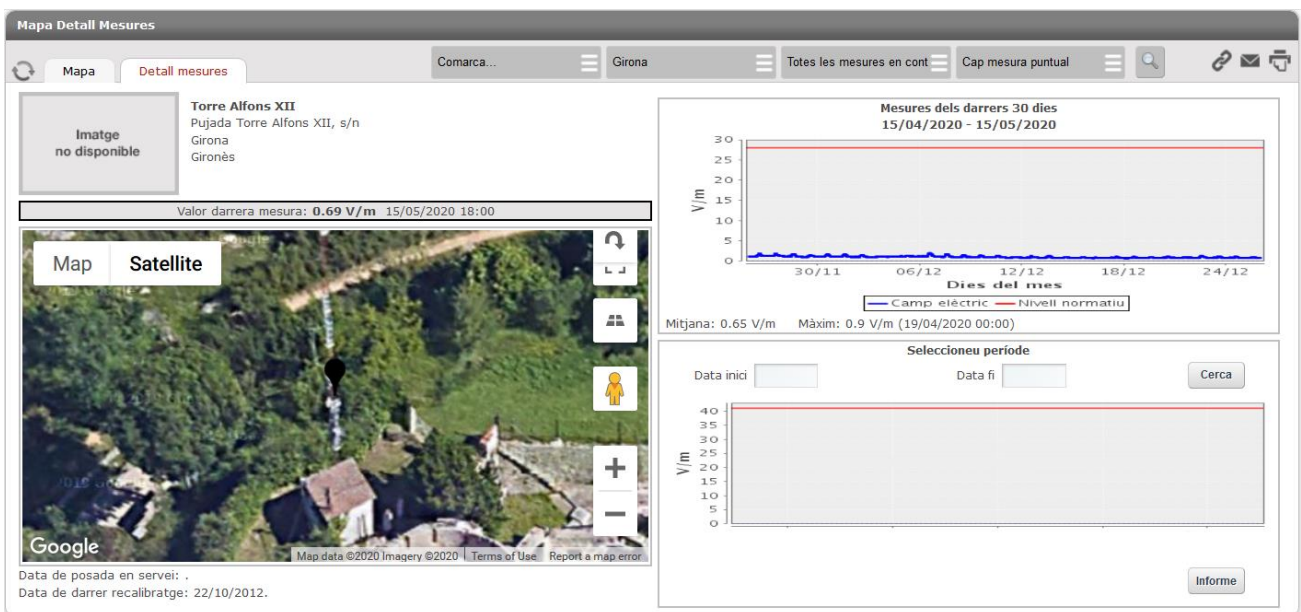 Mapa Detall Mesures
Mapa
Detall mesures
Comarca...
Girona
Totes les mesures en cont
Cap mesura puntual
Imatge
no disponible
Torre Alfons XII
Pujada Torre Alfons XII, s/n
Girona
Gironès
Valor darrera mesura: 0.69 V/m 15/05/2020 18:00
Map
Satellite
Google
Map data ©2020 Imagery ©2020
Terms of Use
Report a map error
Data de posada en servei: .
Data de darrer recalibratge: 22/10/2012.
Mesures dels darrers 30 dies
15/04/2020 - 15/05/2020
30
25
20
15
10
5
0
V/m
30/11 06/12 12/12 18/12 24/12
Dies del mes
Camp elèctric Nivell normatiu
Mitjana: 0.65 V/m Màxim: 0.9 V/m (19/04/2020 00:00)
Seleccioneu període
Data inici
Data fi
Cerca
40
35
30
25
20
15
10
5
0
V/m
Informe